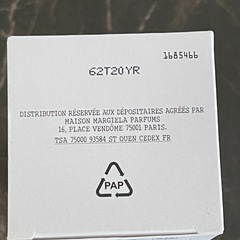 1685466
62T20YR
DISTRIBUTION RÉSERVÉE AUX DÉPOSITAIRES AGRÉÉS PAR
MAISON MARGIELA PARFUMS
16, PLACE VENDÔME 75001 PARIS.
TSA 75000 93584 ST OUEN CEDEX FR
PAP